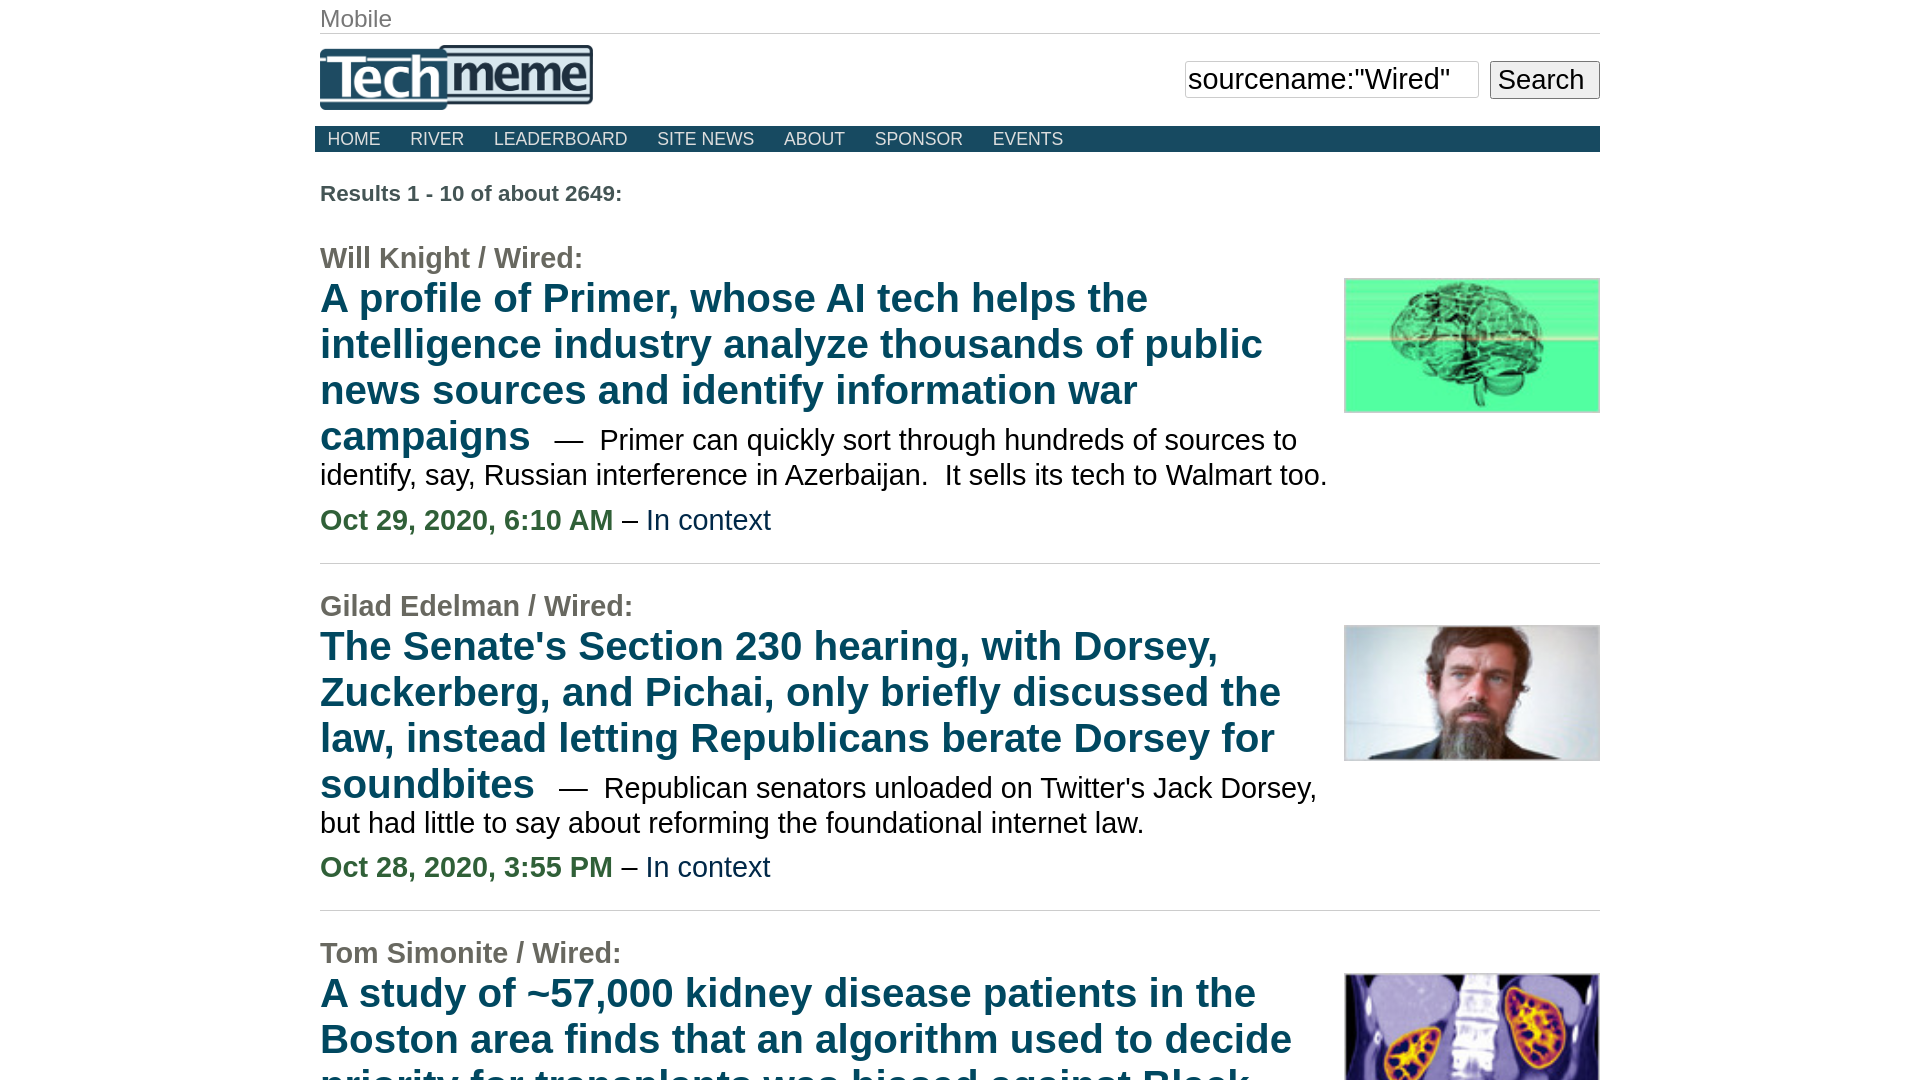 Mobile
Techmeme
sourcename:"Wired"
Search
HOME RIVER LEADERBOARD SITE NEWS ABOUT SPONSOR EVENTS
Results 1 - 10 of about 2649:
Will Knight / Wired:
A profile of Primer, whose AI tech helps the
intelligence industry analyze thousands of public
news sources and identify information war
campaigns — Primer can quickly sort through hundreds of sources to
identify, say, Russian interference in Azerbaijan. It sells its tech to Walmart too.
Oct 29, 2020, 6:10 AM – In context
Gilad Edelman / Wired:
The Senate's Section 230 hearing, with Dorsey,
Zuckerberg, and Pichai, only briefly discussed the
law, instead letting Republicans berate Dorsey for
soundbites — Republican senators unloaded on Twitter's Jack Dorsey,
but had little to say about reforming the foundational internet law.
Oct 28, 2020, 3:55 PM – In context
Tom Simonite / Wired:
A study of ~57,000 kidney disease patients in the
Boston area finds that an algorithm used to decide
priority for transplants was biased against Black